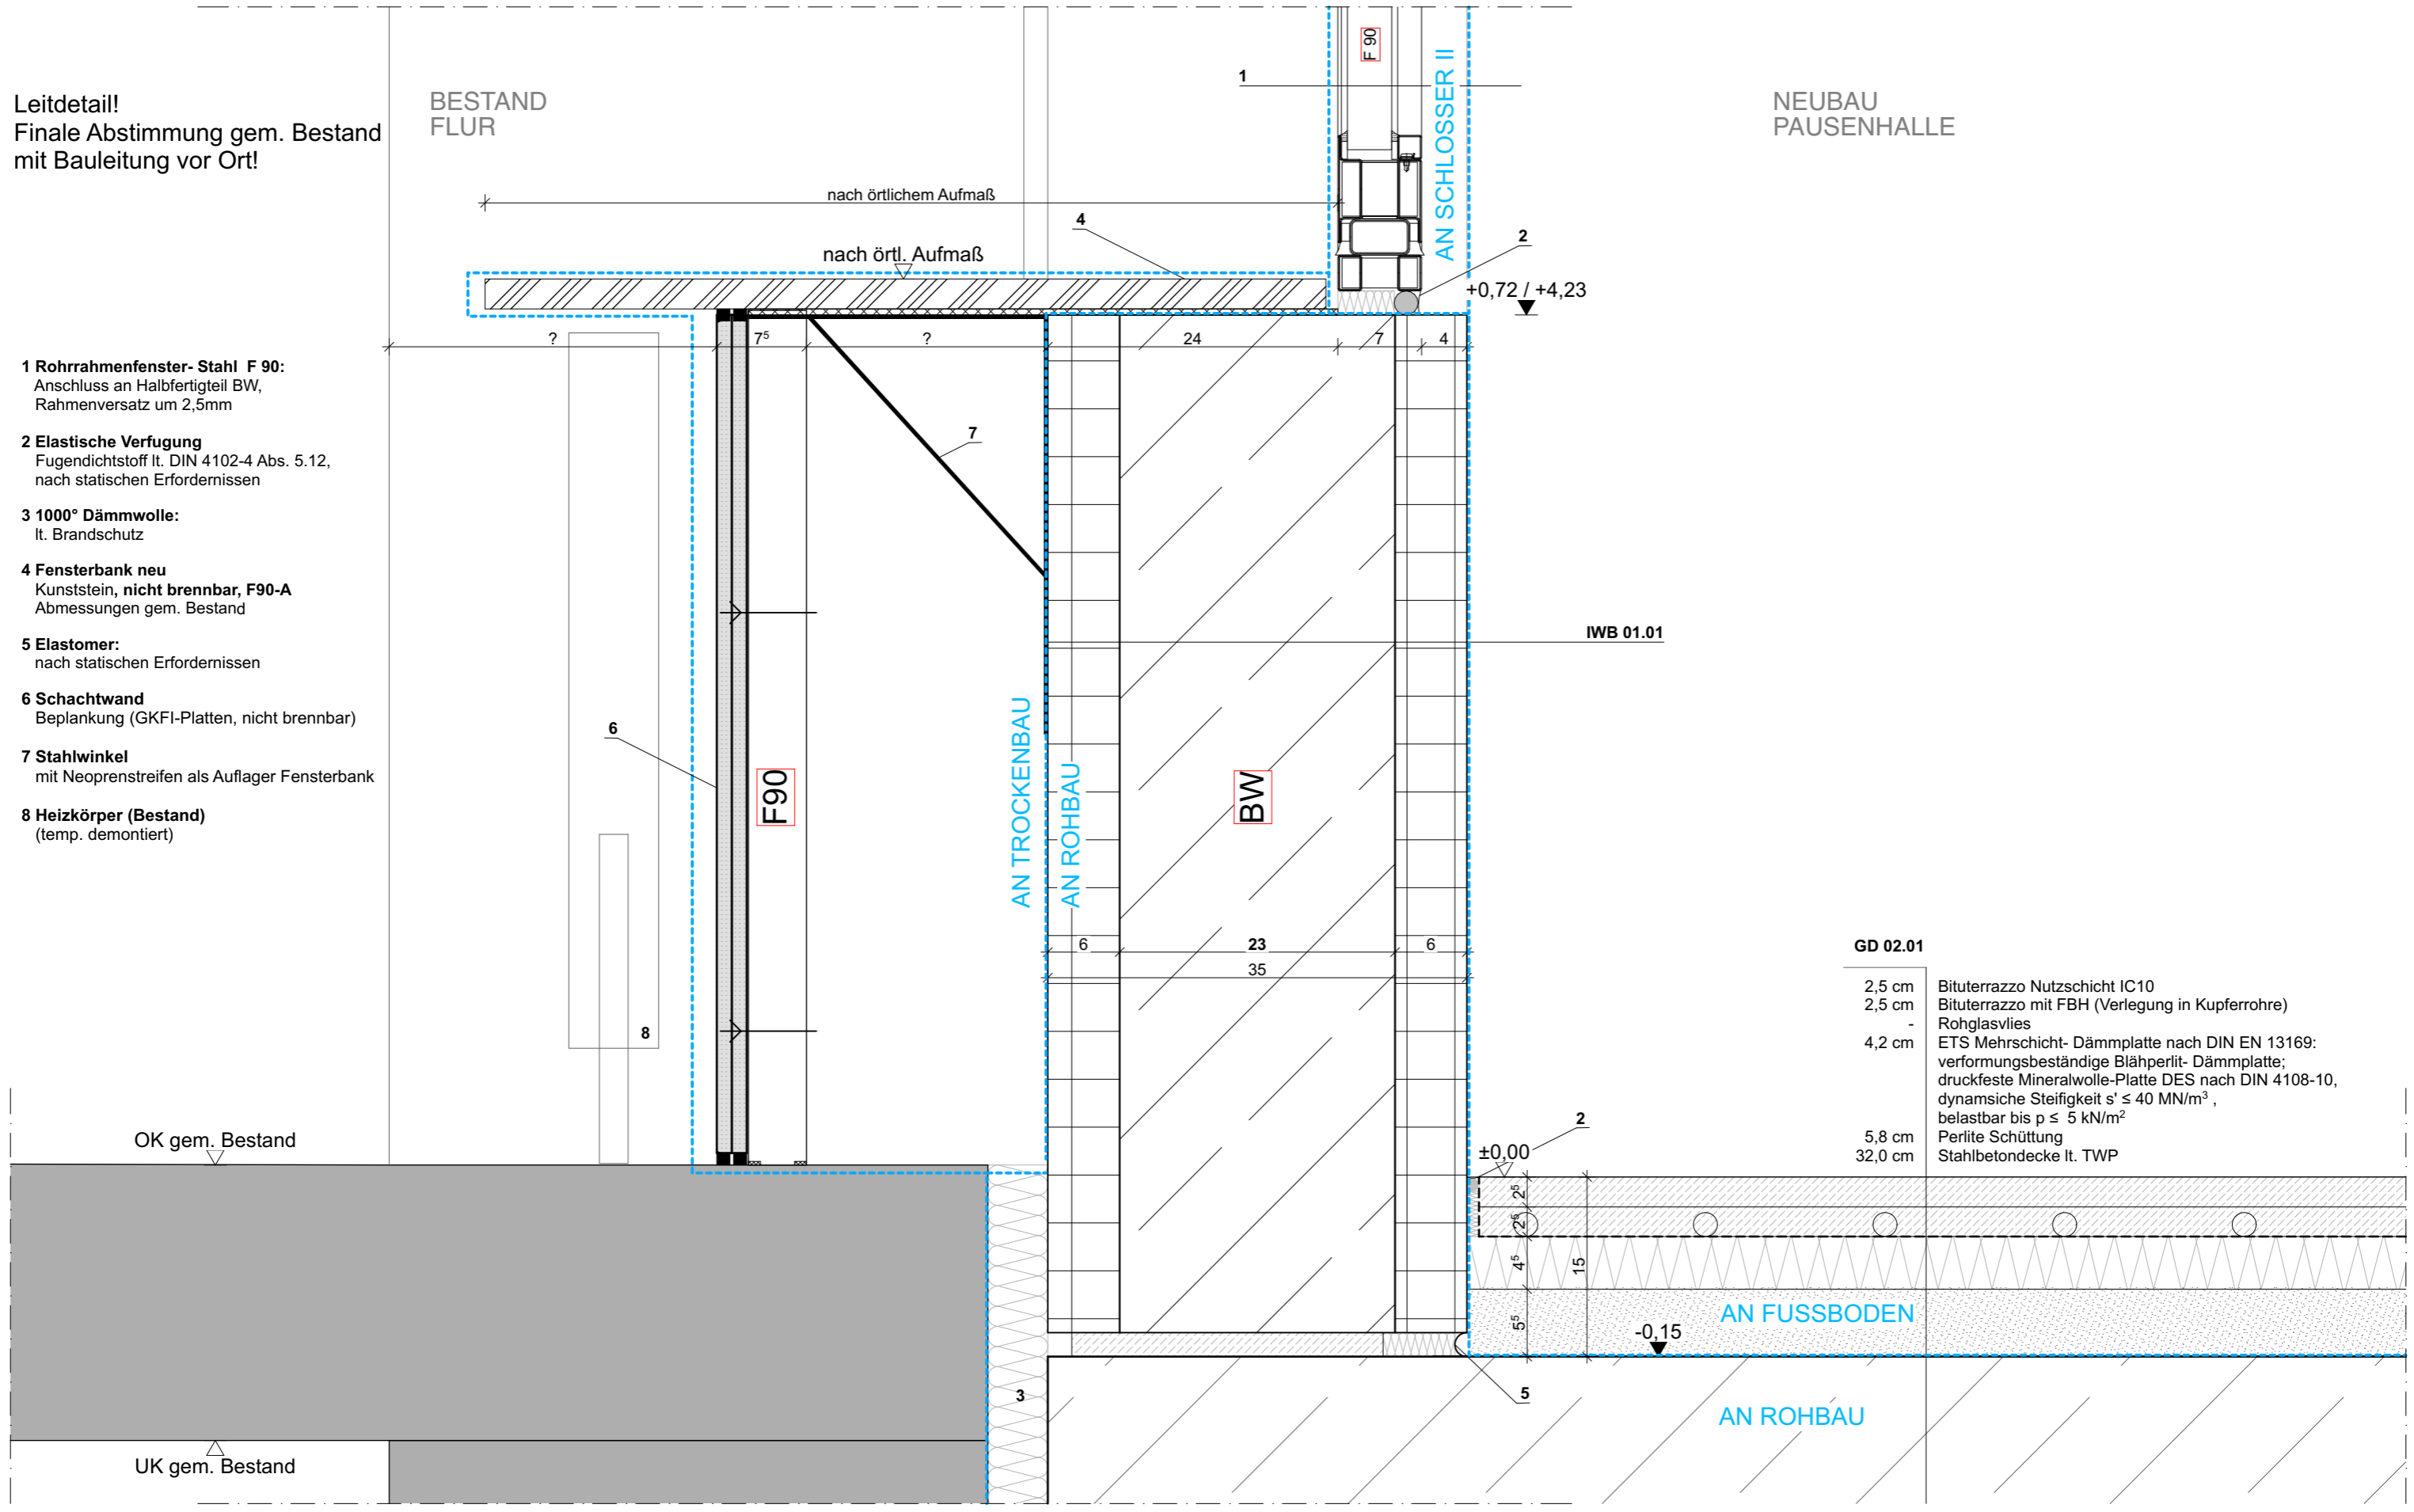 Leitdetail!
Finale Abstimmung gem. Bestand
mit Bauleitung vor Ort!
BESTAND
FLUR
NEUBAU
PAUSENHALLE
1
F 90
AN SCHLOSSER II
nach örtlichem Aufmaß
4
nach örtl. Aufmaß
2
+0,72 / +4,23
?
7⁵
?
24
7
4
1 Rohrrahmenfenster- Stahl F 90:
Anschluss an Halbfertigteil BW,
Rahmenversatz um 2,5mm
2 Elastische Verfugung
Fugendichtstoff lt. DIN 4102-4 Abs. 5.12,
nach statischen Erfordernissen
3 1000° Dämmwolle:
lt. Brandschutz
4 Fensterbank neu
Kunststein, nicht brennbar, F90-A
Abmessungen gem. Bestand
5 Elastomer:
nach statischen Erfordernissen
6 Schachtwand
Beplankung (GKFI-Platten, nicht brennbar)
7 Stahlwinkel
mit Neoprenstreifen als Auflager Fensterbank
8 Heizkörper (Bestand)
(temp. demontiert)
7
IWB 01.01
6
F90
AN TROCKENBAU
AN ROHBAU
BW
6
23
6
35
8
GD 02.01
2,5 cm Bituterrazzo Nutzschicht IC10
2,5 cm Bituterrazzo mit FBH (Verlegung in Kupferrohre)
- Rohglasvlies
4,2 cm ETS Mehrschicht- Dämmplatte nach DIN EN 13169:
verformungsbeständige Blähperlit- Dämmplatte;
druckfeste Mineralwolle-Platte DES nach DIN 4108-10,
dynamsiche Steifigkeit s' ≤ 40 MN/m³ ,
belastbar bis p ≤ 5 kN/m²
5,8 cm Perlite Schüttung
32,0 cm Stahlbetondecke lt. TWP
OK gem. Bestand
2
±0,00
2⁵
2⁵
4⁵
5⁵
15
AN FUSSBODEN
-0,15
3
5
AN ROHBAU
UK gem. Bestand